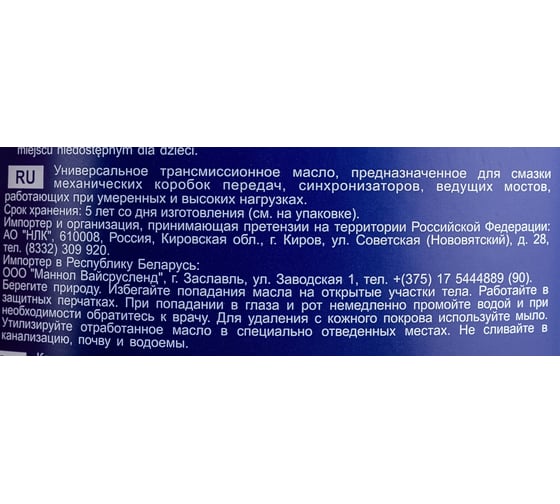 miejscu niedostępnym dla dzieci.
RU Универсальное трансмиссионное масло, предназначенное для смазки
механических коробок передач, синхронизаторов, ведущих мостов,
работающих при умеренных и высоких нагрузках.
Срок хранения: 5 лет со дня изготовления (см. на упаковке).
Импортер и организация, принимающая претензии на территории Российской Федерации:
АО "НЛК", 610008, Россия, Кировская обл., г. Киров, ул. Советская (Нововятский), д. 28,
тел. (8332) 309 920.
Импортер в Республику Беларусь:
ООО "Маннол Вайсрусленд", г. Заславль, ул. Заводская 1, тел. +(375) 17 5444889 (90).
Берегите природу. Избегайте попадания масла на открытые участки тела. Работайте в
защитных перчатках. При попадании в глаза и рот немедленно промойте водой и при
необходимости обратитесь к врачу. Для удаления с кожного покрова используйте мыло.
Утилизируйте отработанное масло в специально отведенных местах. Не сливайте в
канализацию, почву и водоемы.